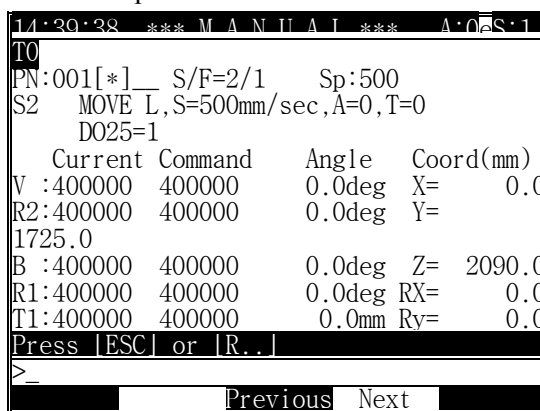 14:39:38 *** M A N U A L *** A:0 S:1
T0
PN:001[*]__ S/F=2/1 Sp:500
S2 MOVE L,S=500mm/sec,A=0,T=0
DO25=1
Current Command Angle Coord(mm)
V :400000 400000 0.0deg X= 0.0
R2:400000 400000 0.0deg Y=
1725.0
B :400000 400000 0.0deg Z= 2090.0
R1:400000 400000 0.0deg RX= 0.0
T1:400000 400000 0.0mm Ry= 0.0
Press [ESC] or [R..]
>_
Previous Next